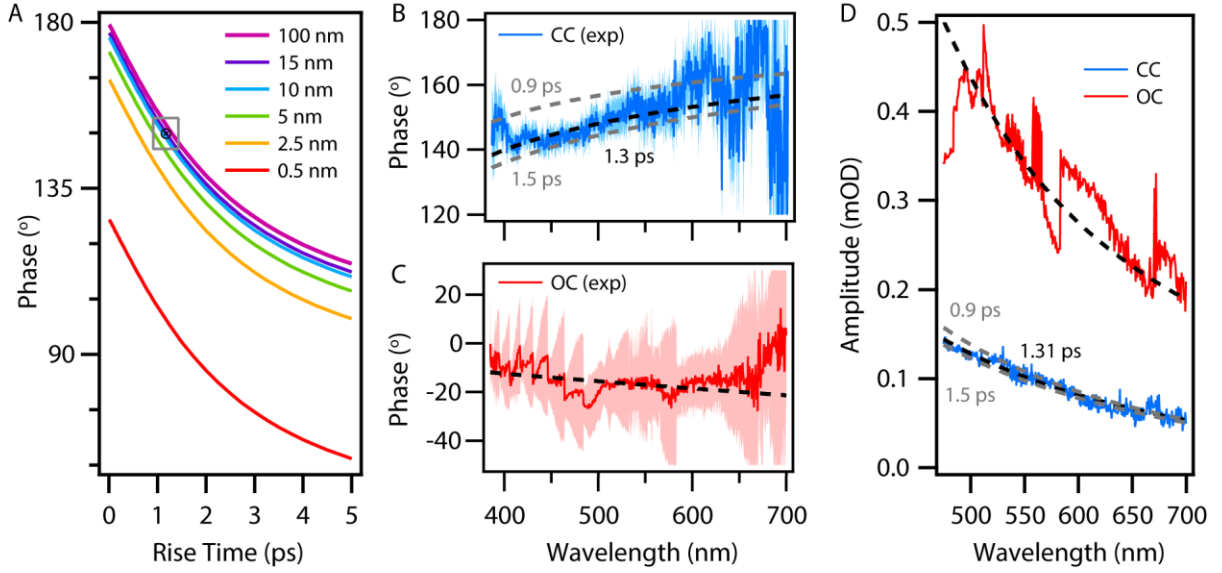 A
180
135
90
Phase (º)
100 nm
15 nm
10 nm
5 nm
2.5 nm
0.5 nm
0 1 2 3 4 5
Rise Time (ps)
B
180
160
140
120
Phase (º)
CC (exp)
0.9 ps
1.3 ps
1.5 ps
C
20
0
-20
-40
Phase (º)
OC (exp)
400 500 600 700
Wavelength (nm)
D
0.5
0.4
0.3
0.2
0.1
0.0
Amplitude (mOD)
CC
OC
0.9 ps
1.31 ps
1.5 ps
500 550 600 650 700
Wavelength (nm)